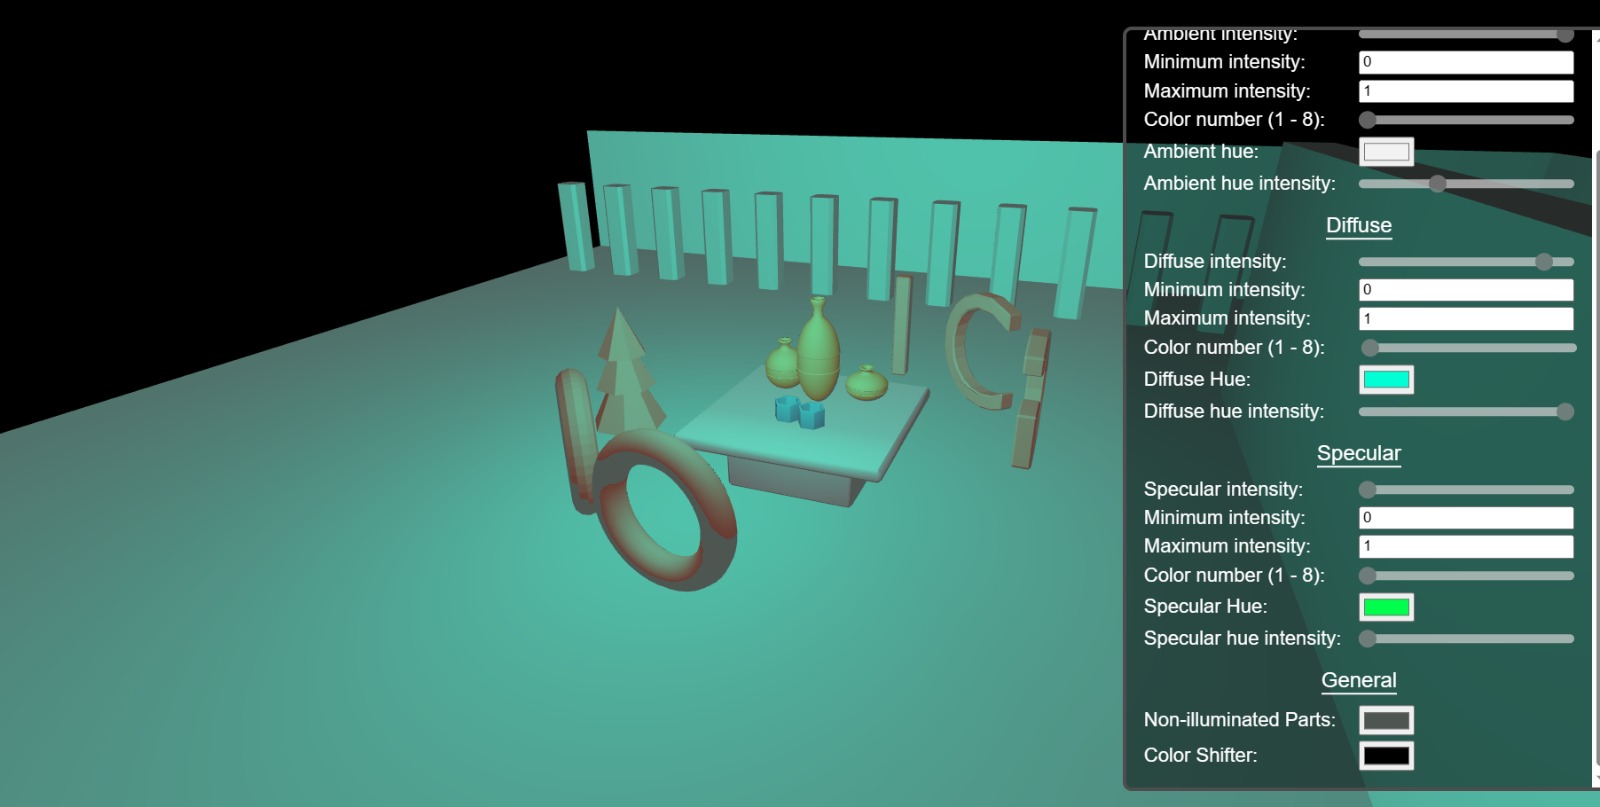 Ambient intensity:
Minimum intensity: 0
Maximum intensity: 1
Color number (1 - 8):
Ambient hue:
Ambient hue intensity:
Diffuse
Diffuse intensity:
Minimum intensity: 0
Maximum intensity: 1
Color number (1 - 8):
Diffuse Hue:
Diffuse hue intensity:
Specular
Specular intensity:
Minimum intensity: 0
Maximum intensity: 1
Color number (1 - 8):
Specular Hue:
Specular hue intensity:
General
Non-illuminated Parts:
Color Shifter: